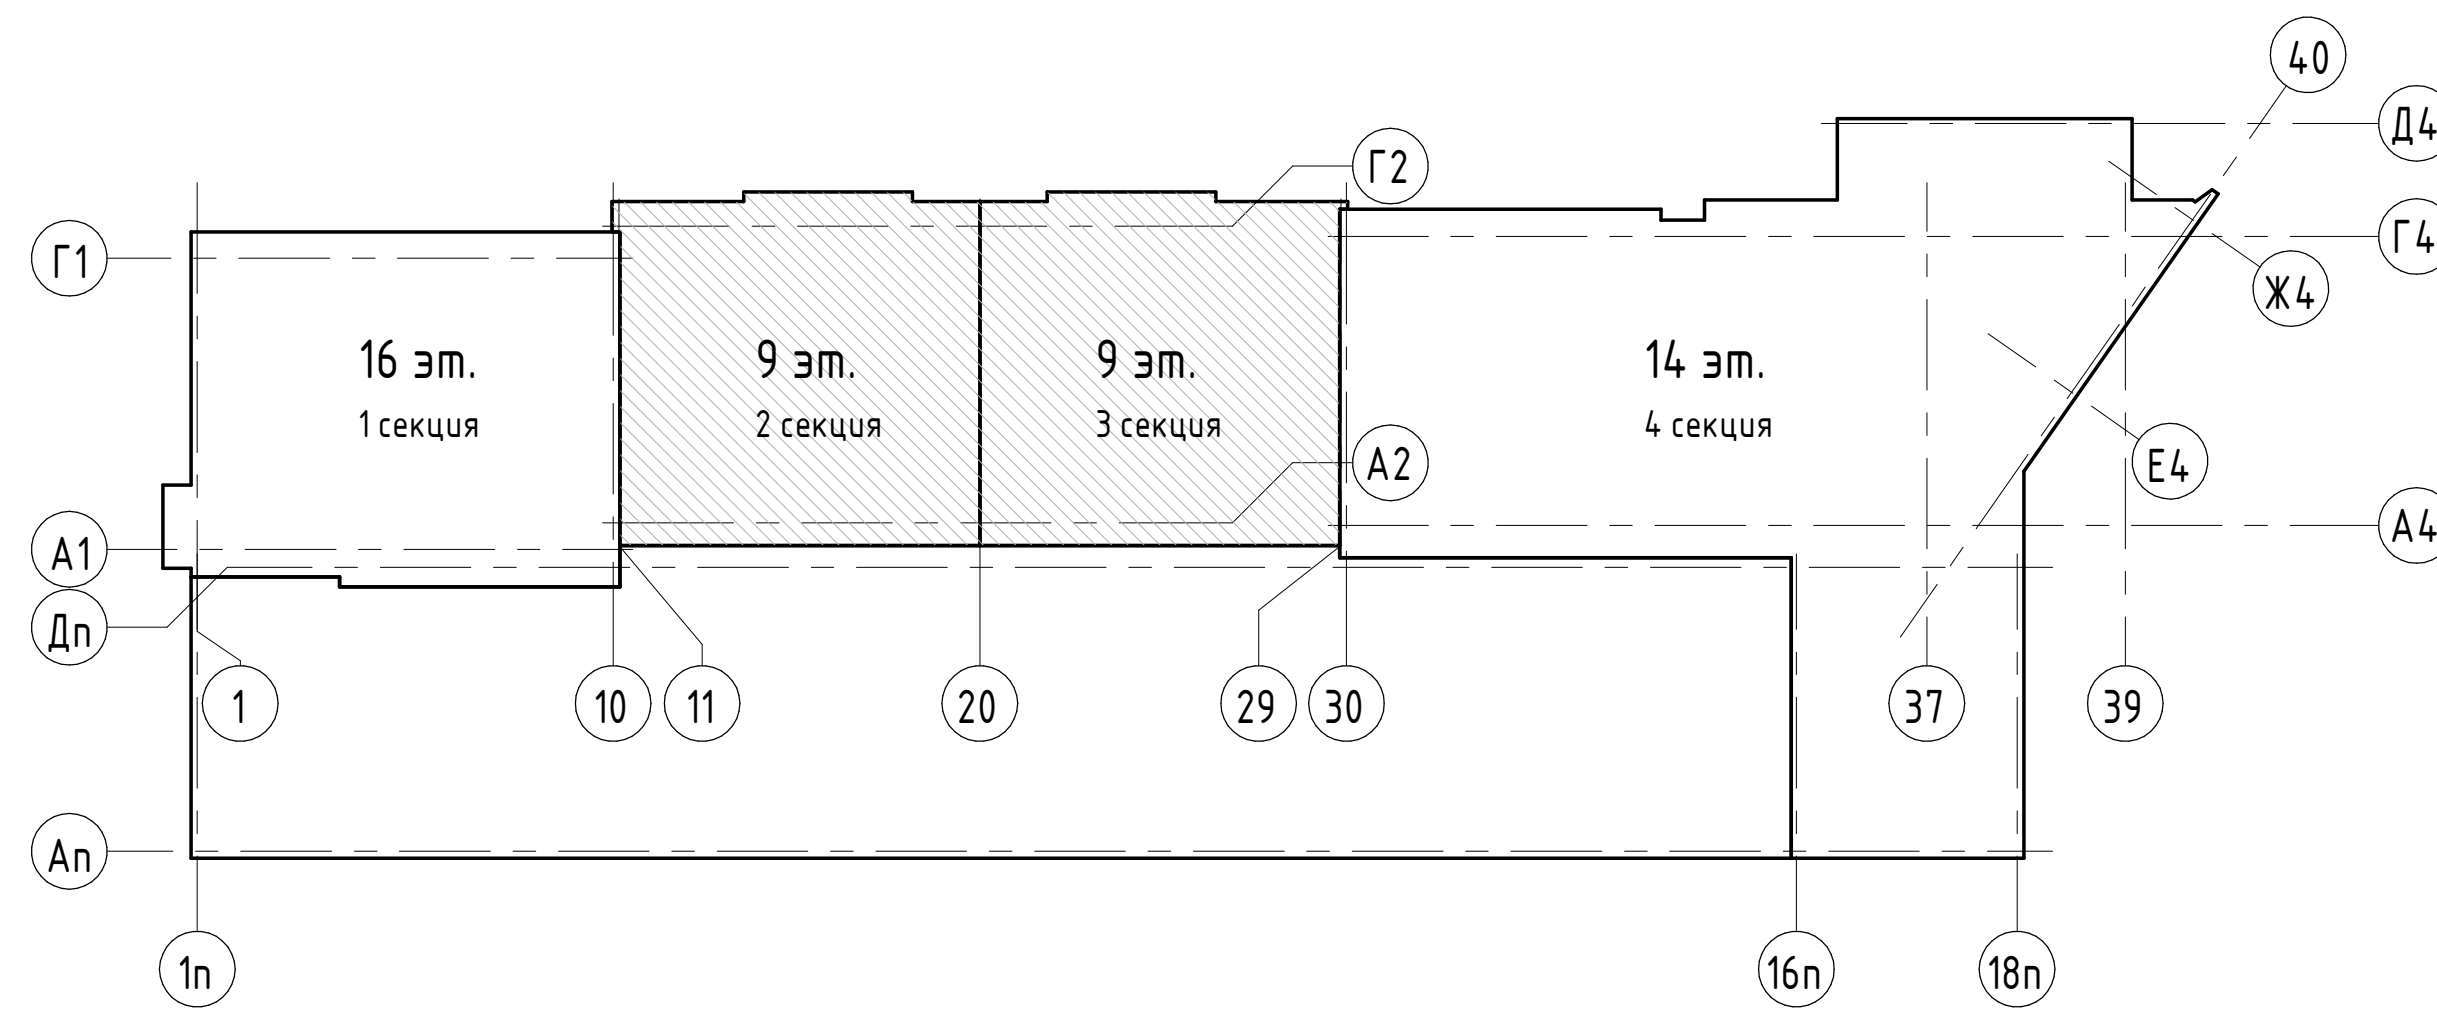 40
Д4
Г2
Г4
Г1
Ж4
16 эт.
9 эт.
9 эт.
14 эт.
1 секция
2 секция
3 секция
4 секция
А2
Е4
А4
А1
Дп
1
10
11
20
29
30
37
39
Ап
1п
16п
18п